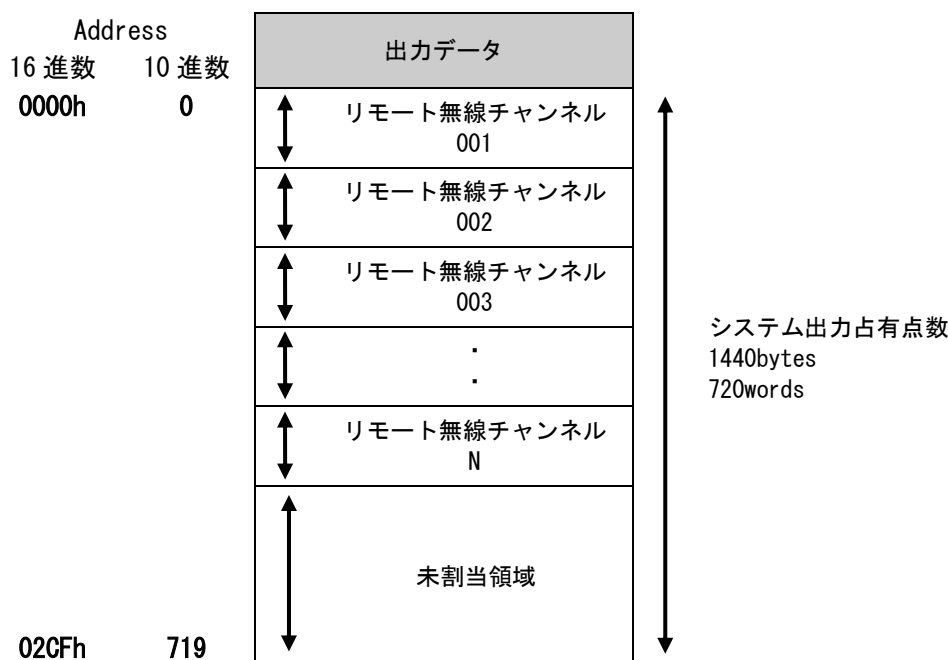 Address
16進数 10進数
出力データ
0000h 0
リモート無線チャンネル
001
リモート無線チャンネル
002
リモート無線チャンネル
003
・
・
リモート無線チャンネル
N
システム出力占有点数
1440bytes
720words
未割当領域
02CFh 719